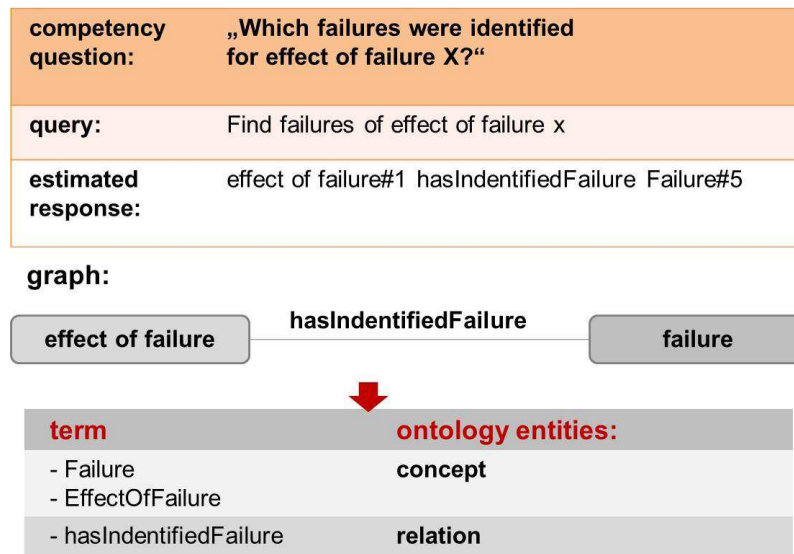 competency question: „Which failures were identified for effect of failure X?“
query: Find failures of effect of failure x
estimated response: effect of failure#1 hasIndentifiedFailure Failure#5
graph:
effect of failure hasIndentifiedFailure failure
term ontology entities:
- Failure concept
- EffectOfFailure
- hasIndentifiedFailure relation